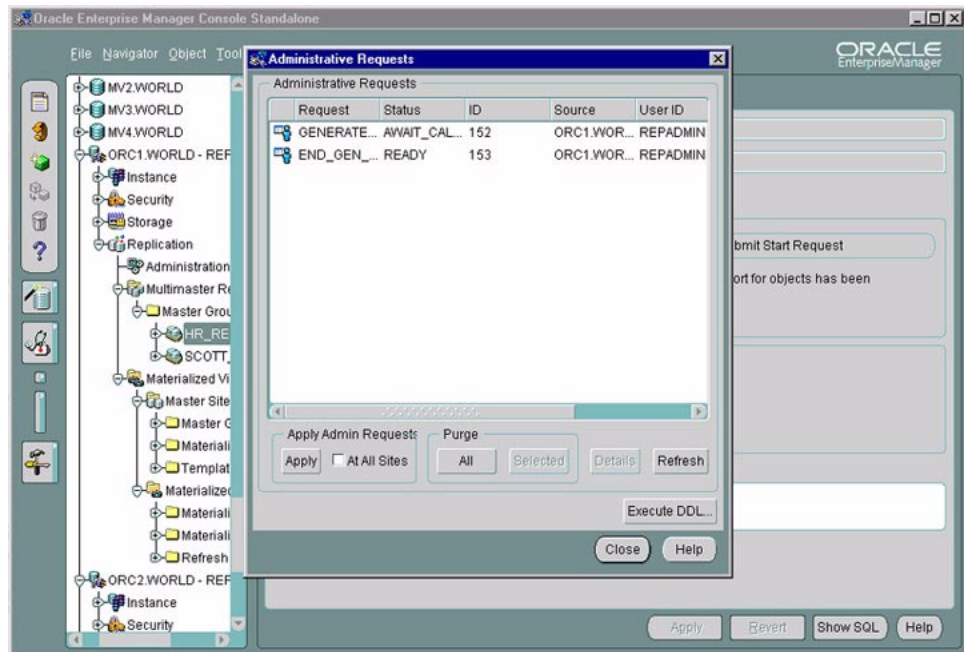 Oracle Enterprise Manager Console Standalone
File Navigator Object Tool
ORACLE
EnterpriseManager
MV2.WORLD
MV3.WORLD
MV4.WORLD
ORC1.WORLD - REP
Instance
Security
Storage
Replication
Administration
Multimaster Re
Master Grou
HR_RE
SCOTT_
Materialized Vi
Master Site
Master G
Materiali
Templat
Materialized
Materiali
Materiali
Refresh
ORC2.WORLD - REP
Instance
Security
Administrative Requests
Administrative Requests
Request Status ID Source User ID
GENERATE... AWAIT_CAL... 152 ORC1.WOR... REPADMIN
END_GEN_... READY 153 ORC1.WOR... REPADMIN
Apply Admin Requests
Apply At All Sites
Purge
All Selected
Details Refresh
Execute DDL...
Close Help
bmit Start Request
ort for objects has been
Apply Revert Show SQL Help